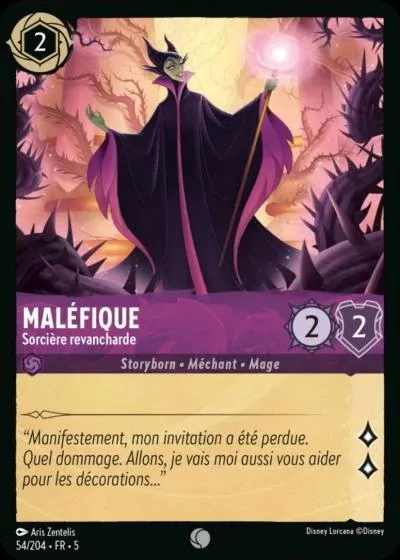 2
MALÉFIQUE
Sorcière revancharde
2
2
Storyborn • Méchant • Mage
“Manifestement, mon invitation a été perdue.
Quel dommage. Allons, je vais moi aussi vous aider
pour les décorations...”
Aris Zentelis
Disney Lorcana ©Disney
54/204 • FR • 5